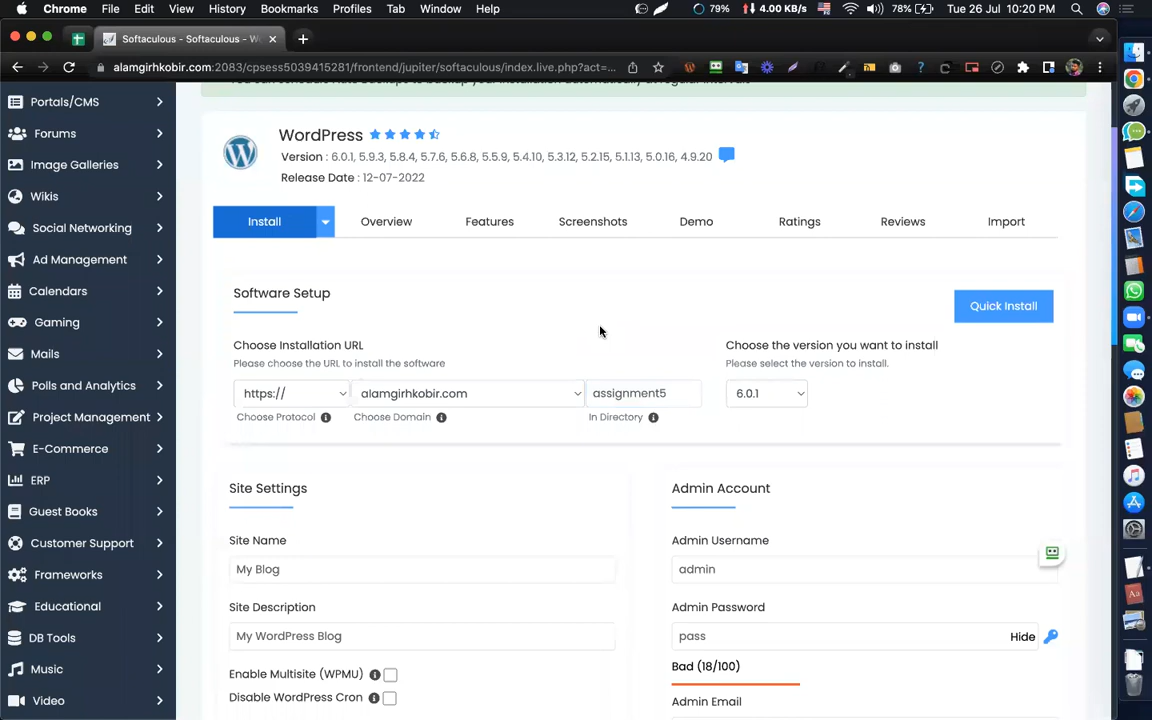 Chrome File Edit View History Bookmarks Profiles Tab Window Help 79% 4.00 KB/s 78% Tue 26 Jul 10:20 PM
Softaculous - Softaculous - W
alamgirhkobir.com:2083/cpsess5039415281/frontend/jupiter/softaculous/index.live.php?act=...
Portals/CMS
Forums
Image Galleries
Wikis
Social Networking
Ad Management
Calendars
Gaming
Mails
Polls and Analytics
Project Management
E-Commerce
ERP
Guest Books
Customer Support
Frameworks
Educational
DB Tools
Music
Video
WordPress
Version : 6.0.1, 5.9.3, 5.8.4, 5.7.6, 5.6.8, 5.5.9, 5.4.10, 5.3.12, 5.2.15, 5.1.13, 5.0.16, 4.9.20
Release Date : 12-07-2022
Install Overview Features Screenshots Demo Ratings Reviews Import
Software Setup
Quick Install
Choose Installation URL
Please choose the URL to install the software
https:// alamgirhkobir.com assignment5
Choose Protocol Choose Domain In Directory
Choose the version you want to install
Please select the version to install.
6.0.1
Site Settings
Site Name
My Blog
Site Description
My WordPress Blog
Enable Multisite (WPMU)
Disable WordPress Cron
Admin Account
Admin Username
admin
Admin Password
pass Hide
Bad (18/100)
Admin Email